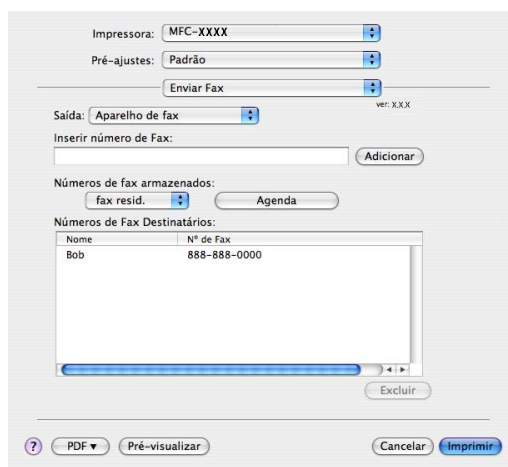 Impressora: MFC-XXXX
Pré-ajustes: Padrão
Enviar Fax
ver: X.X.X
Saída: Aparelho de fax
Inserir número de Fax:
Adicionar
Números de fax armazenados:
fax resid. Agenda
Números de Fax Destinatários:
Nome Nº de Fax
Bob 888-888-0000
Excluir
? PDF▼ Pré-visualizar Cancelar Imprimir